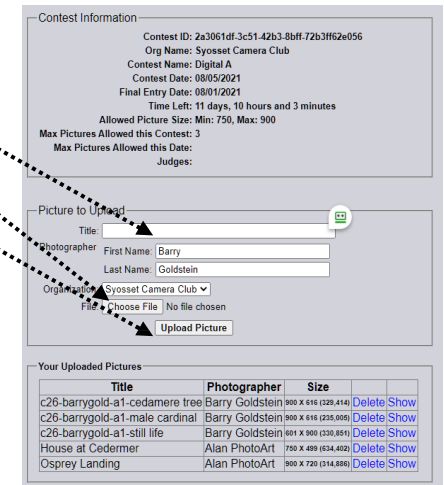 Contest Information
Contest ID: 2a3061df-3c51-42b3-8bff-72b3ff62e056
Org Name: Syosset Camera Club
Contest Name: Digital A
Contest Date: 08/05/2021
Final Entry Date: 08/01/2021
Time Left: 11 days, 10 hours and 3 minutes
Allowed Picture Size: Min: 750, Max: 900
Max Pictures Allowed this Contest: 3
Max Pictures Allowed this Date:
Judges:
Picture to Upload
Title:
Photographer First Name: Barry
Last Name: Goldstein
Organization: Syosset Camera Club
File: Choose File No file chosen
Upload Picture
Your Uploaded Pictures
Title Photographer Size
c26-barrygold-a1-cedamere tree Barry Goldstein 900 X 616 (329,414) Delete Show
c26-barrygold-a1-male cardinal Barry Goldstein 900 X 616 (235,005) Delete Show
c26-barrygold-a1-still life Barry Goldstein 601 X 900 (330,851) Delete Show
House at Cedermer Alan PhotoArt 750 X 499 (634,402) Delete Show
Osprey Landing Alan PhotoArt 900 X 720 (314,886) Delete Show